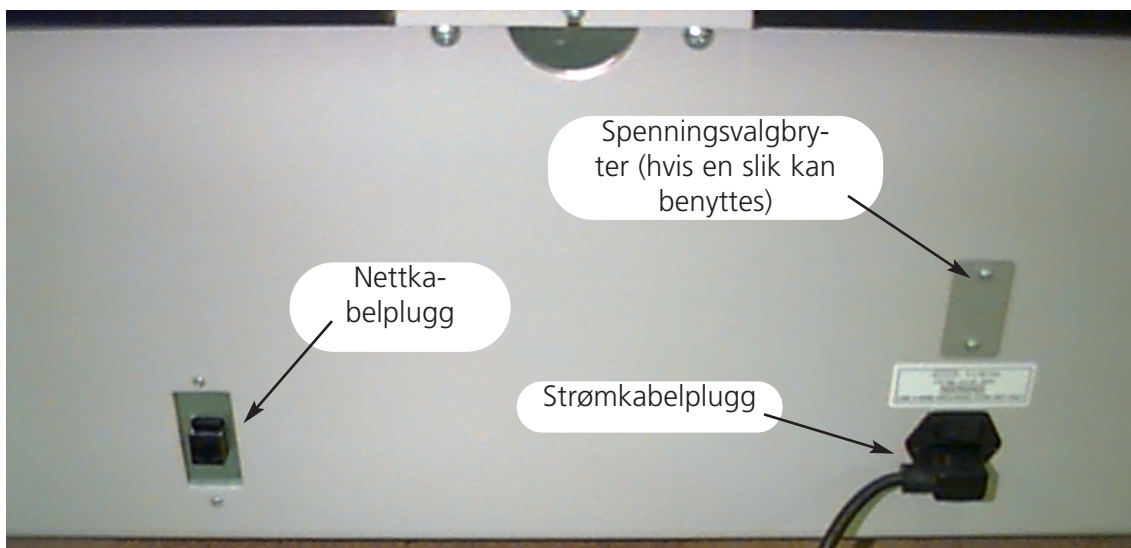 Spenningsvalgbry-
ter (hvis en slik kan
benyttes)
Nettka-
belplugg
Strømkabelplugg